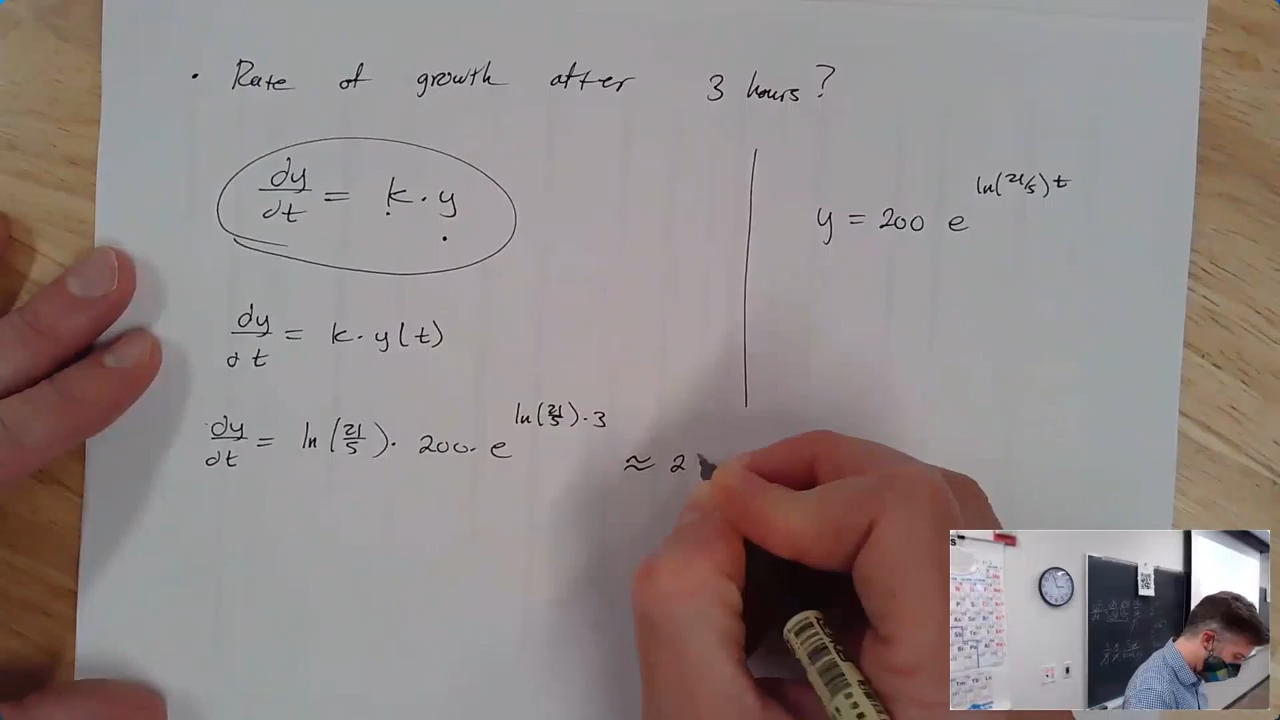 • Rate of growth after 3 hours?
dy/dt = k · y
y = 200 e^{ln(21/5)t}
dy/dt = k · y(t)
dy/dt = ln(21/5) · 200 · e^{ln(21/5)·3} ≈ 2